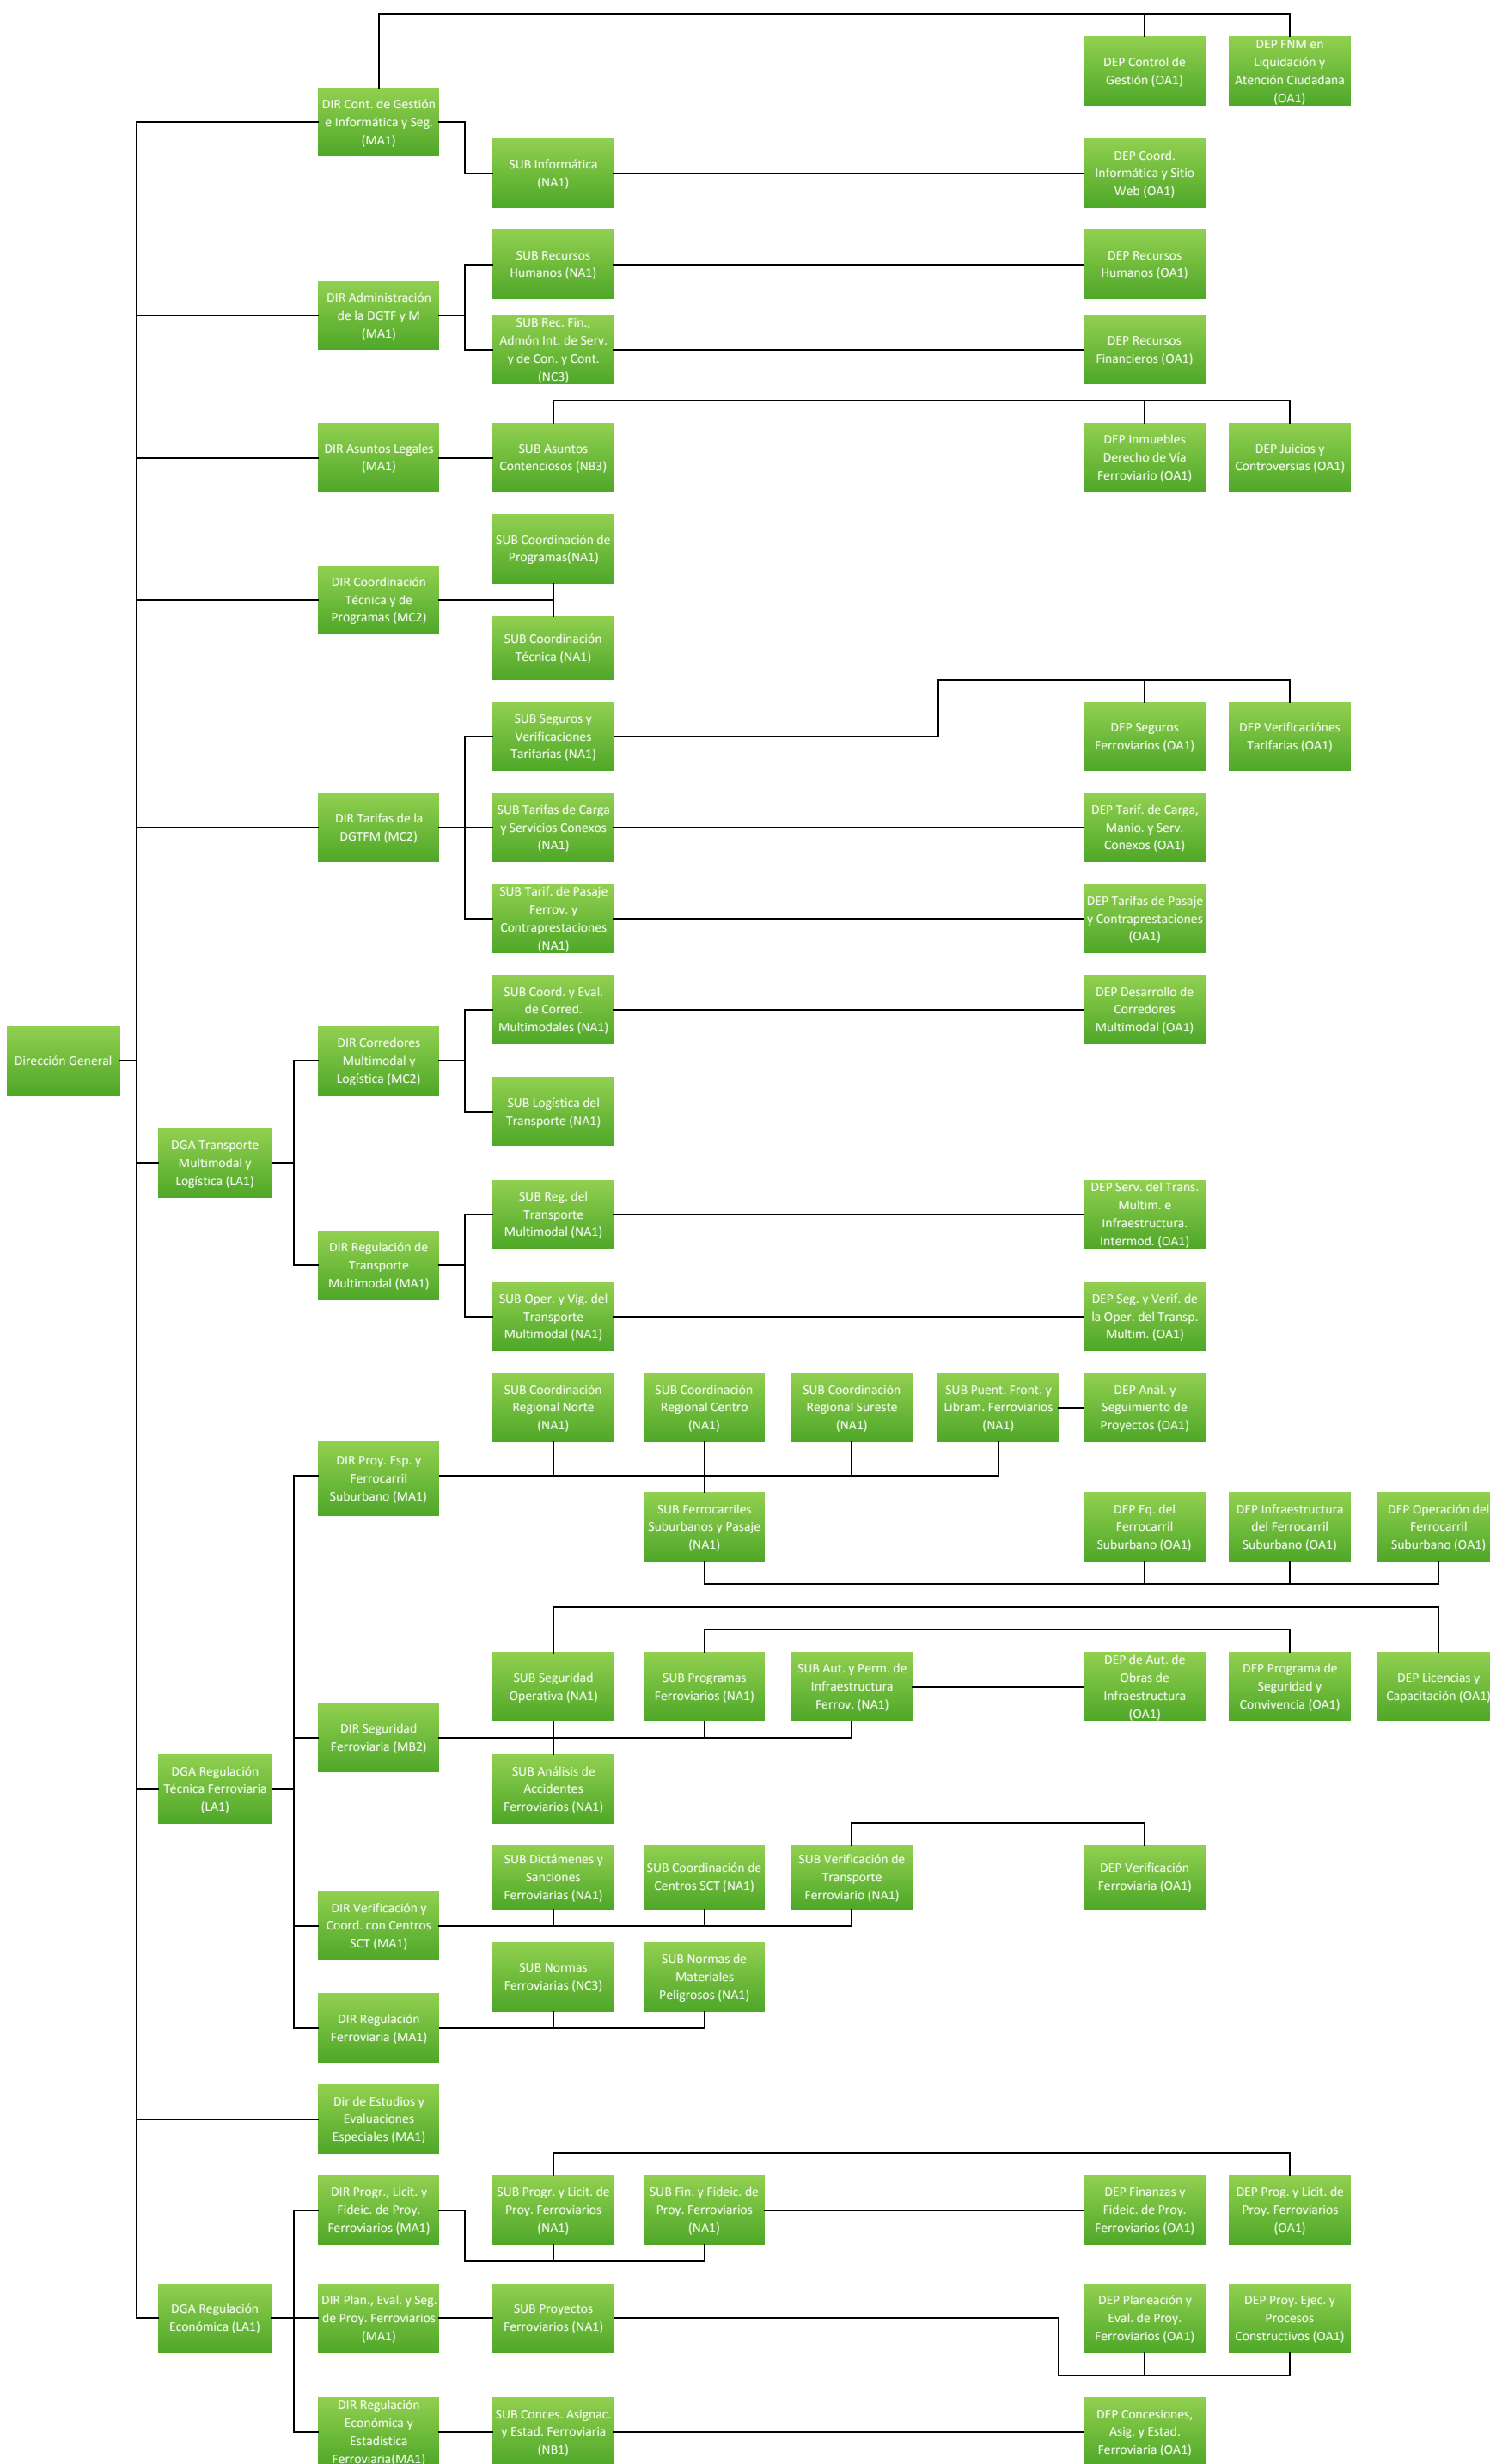 DEP Control de
Gestión (OA1)
DEP FNM en
Liquidación y
Atención Ciudadana
(OA1)
DIR Cont. de Gestión
e Informática y Seg.
(MA1)
SUB Informática
(NA1)
DEP Coord.
Informática y Sitio
Web (OA1)
SUB Recursos
Humanos (NA1)
DEP Recursos
Humanos (OA1)
DIR Administración
de la DGTF y M
(MA1)
SUB Rec. Fin.,
Admón Int. de Serv.
y de Con. y Cont.
(NC3)
DEP Recursos
Financieros (OA1)
DIR Asuntos Legales
(MA1)
SUB Asuntos
Contenciosos (NB3)
DEP Inmuebles
Derecho de Vía
Ferroviario (OA1)
DEP Juicios y
Controversias (OA1)
SUB Coordinación de
Programas(NA1)
DIR Coordinación
Técnica y de
Programas (MC2)
SUB Coordinación
Técnica (NA1)
SUB Seguros y
Verificaciones
Tarifarias (NA1)
DEP Seguros
Ferroviarios (OA1)
DEP Verificaciónes
Tarifarias (OA1)
DIR Tarifas de la
DGTFM (MC2)
SUB Tarifas de Carga
y Servicios Conexos
(NA1)
DEP Tarif. de Carga,
Manio. y Serv.
Conexos (OA1)
SUB Tarif. de Pasaje
Ferrov. y
Contraprestaciones
(NA1)
DEP Tarifas de Pasaje
y Contraprestaciones
(OA1)
SUB Coord. y Eval.
de Corred.
Multimodales (NA1)
DEP Desarrollo de
Corredores
Multimodal (OA1)
Dirección General
DIR Corredores
Multimodal y
Logística (MC2)
SUB Logística del
Transporte (NA1)
DGA Transporte
Multimodal y
Logística (LA1)
SUB Reg. del
Transporte
Multimodal (NA1)
DEP Serv. del Trans.
Multim. e
Infraestructura.
Intermod. (OA1)
DIR Regulación de
Transporte
Multimodal (MA1)
SUB Oper. y Vig. del
Transporte
Multimodal (NA1)
DEP Seg. y Verif. de
la Oper. del Transp.
Multim. (OA1)
SUB Coordinación
Regional Norte
(NA1)
SUB Coordinación
Regional Centro
(NA1)
SUB Coordinación
Regional Sureste
(NA1)
SUB Puent. Front. y
Libram. Ferroviarios
(NA1)
DEP Anál. y
Seguimiento de
Proyectos (OA1)
DIR Proy. Esp. y
Ferrocarril
Suburbano (MA1)
SUB Ferrocarriles
Suburbanos y Pasaje
(NA1)
DEP Eq. del
Ferrocarril
Suburbano (OA1)
DEP Infraestructura
del Ferrocarril
Suburbano (OA1)
DEP Operación del
Ferrocarril
Suburbano (OA1)
SUB Seguridad
Operativa (NA1)
SUB Programas
Ferroviarios (NA1)
SUB Aut. y Perm. de
Infraestructura
Ferrov. (NA1)
DEP de Aut. de
Obras de
Infraestructura
(OA1)
DEP Programa de
Seguridad y
Convivencia (OA1)
DEP Licencias y
Capacitación (OA1)
DIR Seguridad
Ferroviaria (MB2)
SUB Análisis de
Accidentes
Ferroviarios (NA1)
DGA Regulación
Técnica Ferroviaria
(LA1)
SUB Dictámenes y
Sanciones
Ferroviarias (NA1)
SUB Coordinación de
Centros SCT (NA1)
SUB Verificación de
Transporte
Ferroviario (NA1)
DEP Verificación
Ferroviaria (OA1)
DIR Verificación y
Coord. con Centros
SCT (MA1)
SUB Normas
Ferroviarias (NC3)
SUB Normas de
Materiales
Peligrosos (NA1)
DIR Regulación
Ferroviaria (MA1)
Dir de Estudios y
Evaluaciones
Especiales (MA1)
DIR Progr., Licit. y
Fideic. de Proy.
Ferroviarios (MA1)
SUB Progr. y Licit. de
Proy. Ferroviarios
(NA1)
SUB Fin. y Fideic. de
Proy. Ferroviarios
(NA1)
DEP Finanzas y
Fideic. de Proy.
Ferroviarios (OA1)
DEP Prog. y Licit. de
Proy. Ferroviarios
(OA1)
DGA Regulación
Económica (LA1)
DIR Plan., Eval. y Seg.
de Proy. Ferroviarios
(MA1)
SUB Proyectos
Ferroviarios (NA1)
DEP Planeación y
Eval. de Proy.
Ferroviarios (OA1)
DEP Proy. Ejec. y
Procesos
Constructivos (OA1)
DIR Regulación
Económica y
Estadística
Ferroviaria(MA1)
SUB Conces. Asignac.
y Estad. Ferroviaria
(NB1)
DEP Concesiones,
Asig. y Estad.
Ferroviaria (OA1)